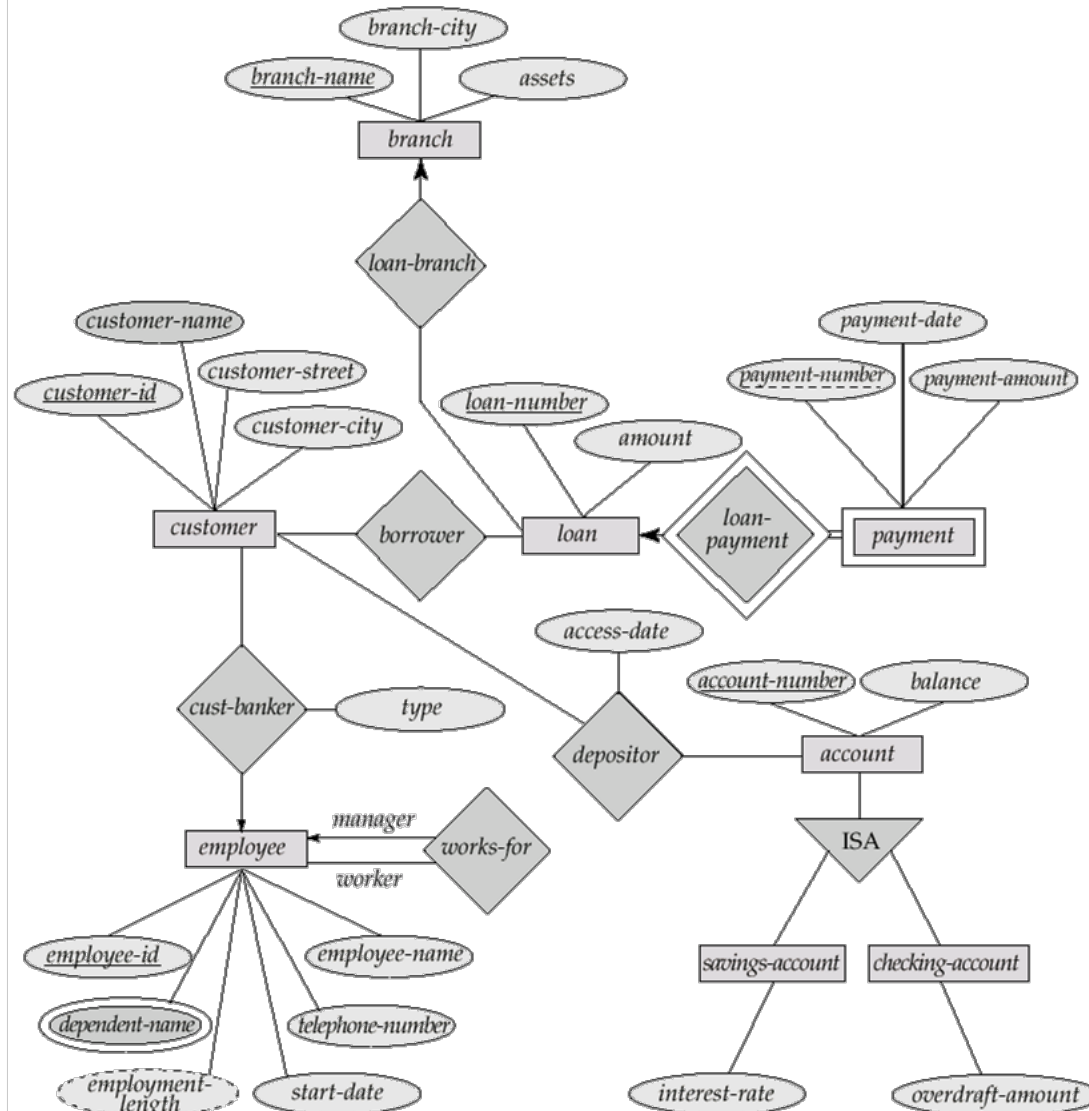 branch-city
branch-name
assets
branch
loan-branch
customer-name
payment-date
customer-street
payment-number
payment-amount
customer-id
loan-number
customer-city
amount
customer
borrower
loan
loan-
payment
payment
access-date
account-number
balance
cust-banker
type
depositor
account
manager
employee
works-for
ISA
worker
employee-id
employee-name
savings-account
checking-account
dependent-name
telephone-number
employment-
length
start-date
interest-rate
overdraft-amount